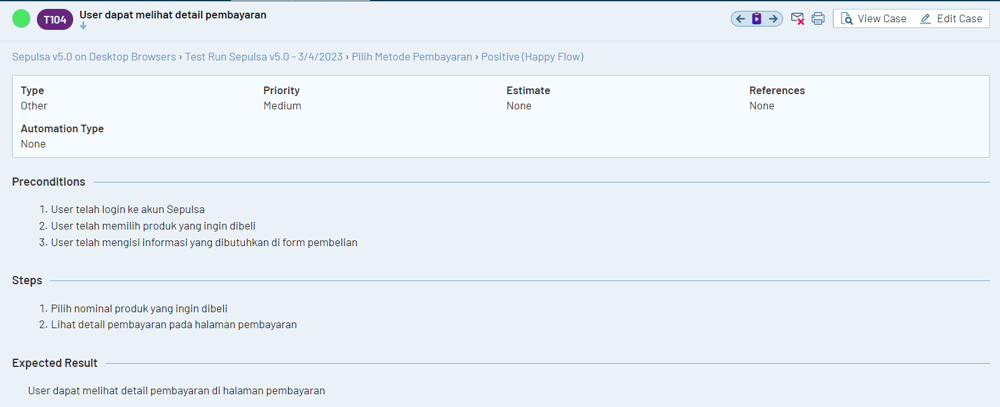 T104
User dapat melihat detail pembayaran
View Case
Edit Case
Sepulsa v5.0 on Desktop Browsers › Test Run Sepulsa v5.0 - 3/4/2023 › Pilih Metode Pembayaran › Positive (Happy Flow)
Type Priority Estimate References
Other Medium None None
Automation Type
None
Preconditions
1. User telah login ke akun Sepulsa
2. User telah memilih produk yang ingin dibeli
3. User telah mengisi informasi yang dibutuhkan di form pembelian
Steps
1. Pilih nominal produk yang ingin dibeli
2. Lihat detail pembayaran pada halaman pembayaran
Expected Result
User dapat melihat detail pembayaran di halaman pembayaran